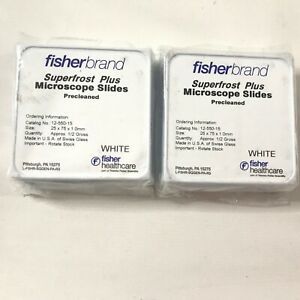 fisherbrand
Superfrost Plus
Microscope Slides
Precleaned
Ordering Information:
Catalog No. 12-550-15
Size: 25 x 75 x 1.0mm
Quantity: Approx. 1/2 Gross
Made in U.S.A. of Swiss Glass
Important - Rotate Stock
WHITE
Pittsburgh, PA 15275
fisher
healthcare
fisherbrand
Superfrost Plus
Microscope Slides
Precleaned
Ordering Information:
Catalog No. 12-550-15
Size: 25 x 75 x 1.0mm
Quantity: Approx. 1/2 Gross
Made in U.S.A. of Swiss Glass
Important - Rotate Stock
WHITE
Pittsburgh, PA 15275
fisher
healthcare